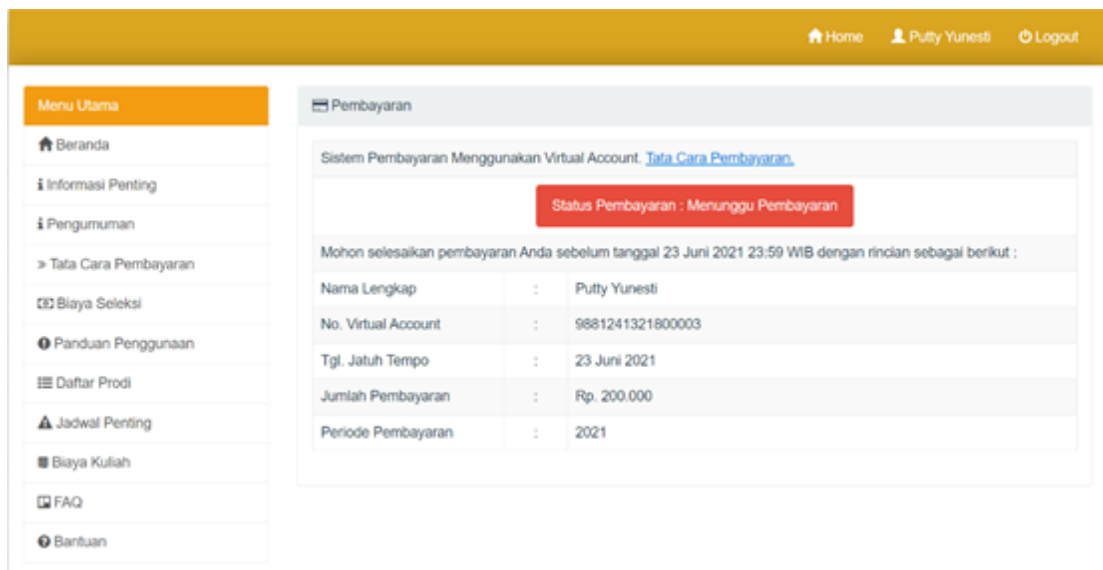 Home Putty Yunesti Logout
Menu Utama
Beranda
Informasi Penting
Pengumuman
» Tata Cara Pembayaran
Biaya Seleksi
Panduan Penggunaan
Daftar Prodi
Jadwal Penting
Biaya Kuliah
FAQ
Bantuan
Pembayaran
Sistem Pembayaran Menggunakan Virtual Account. Tata Cara Pembayaran.
Status Pembayaran : Menunggu Pembayaran
Mohon selesaikan pembayaran Anda sebelum tanggal 23 Juni 2021 23:59 WIB dengan rincian sebagai berikut :
Nama Lengkap : Putty Yunesti
No. Virtual Account : 9881241321800003
Tgl. Jatuh Tempo : 23 Juni 2021
Jumlah Pembayaran : Rp. 200.000
Periode Pembayaran : 2021